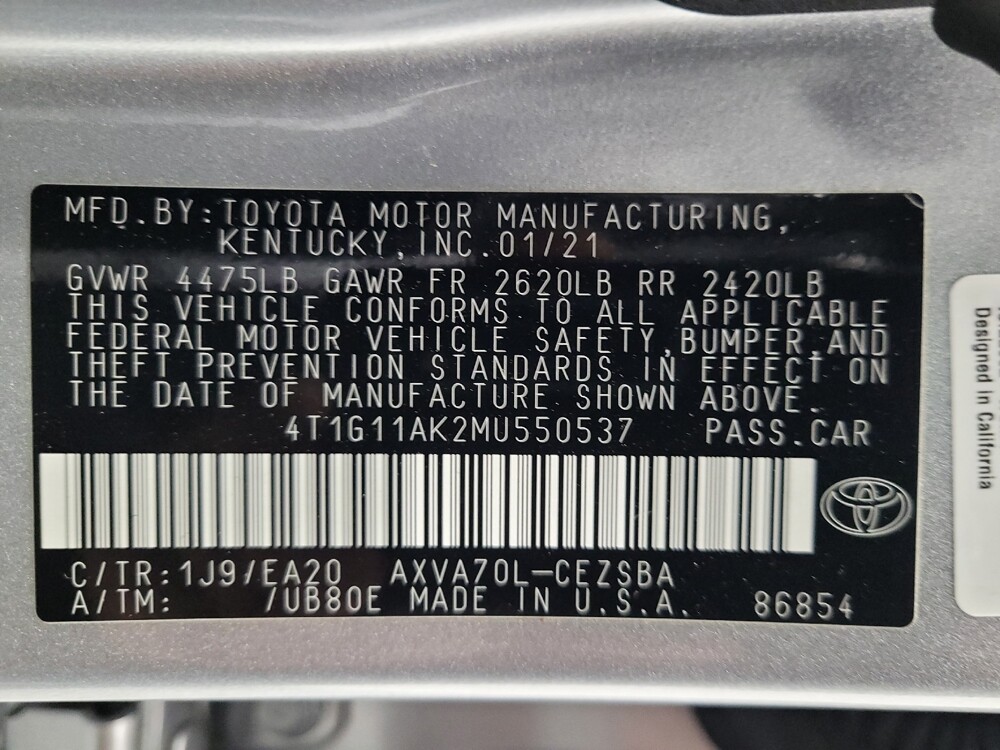 MFD.BY:TOYOTA MOTOR MANUFACTURING,
KENTUCKY,INC.01/21
GVWR 4475LB GAWR FR 2620LB RR 2420LB
THIS VEHICLE CONFORMS TO ALL APPLICABLE
FEDERAL MOTOR VEHICLE SAFETY,BUMPER,AND
THEFT PREVENTION STANDARDS IN EFFECT ON
THE DATE OF MANUFACTURE SHOWN ABOVE.
4T1G11AK2MU550537 PASS.CAR
C/TR:1J9/EA20 AXVA70L-CEZSBA
A/TM: /UB80E MADE IN U.S.A. 86854
Designed in California